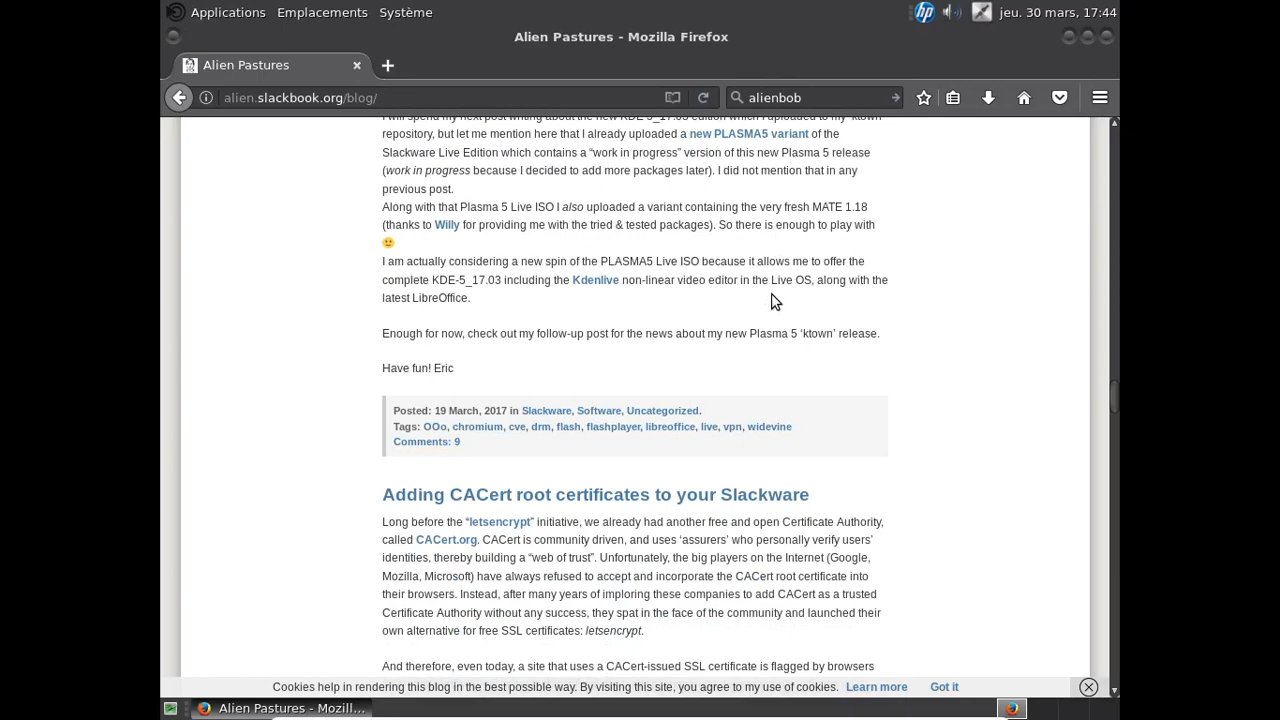 Applications Emplacements Système
hp
jeu. 30 mars, 17:44
Alien Pastures - Mozilla Firefox
Alien Pastures
alien.slackbook.org/blog/
alienbob
I will spend my next post writing about the new KDE 5_17.03 edition which I uploaded to my 'ktown'
repository, but let me mention here that I already uploaded a new PLASMA5 variant of the
Slackware Live Edition which contains a “work in progress” version of this new Plasma 5 release
(work in progress because I decided to add more packages later). I did not mention that in any
previous post.
Along with that Plasma 5 Live ISO I also uploaded a variant containing the very fresh MATE 1.18
(thanks to Willy for providing me with the tried & tested packages). So there is enough to play with
🙂
I am actually considering a new spin of the PLASMA5 Live ISO because it allows me to offer the
complete KDE-5_17.03 including the Kdenlive non-linear video editor in the Live OS, along with the
latest LibreOffice.
Enough for now, check out my follow-up post for the news about my new Plasma 5 ‘ktown’ release.
Have fun! Eric
Posted: 19 March, 2017 in Slackware, Software, Uncategorized.
Tags: OOo, chromium, cve, drm, flash, flashplayer, libreoffice, live, vpn, widevine
Comments: 9
Adding CACert root certificates to your Slackware
Long before the “letsencrypt” initiative, we already had another free and open Certificate Authority,
called CACert.org. CACert is community driven, and uses ‘assurers’ who personally verify users’
identities, thereby building a “web of trust”. Unfortunately, the big players on the Internet (Google,
Mozilla, Microsoft) have always refused to accept and incorporate the CACert root certificate into
their browsers. Instead, after many years of imploring these companies to add CACert as a trusted
Certificate Authority without any success, they spat in the face of the community and launched their
own alternative for free SSL certificates: letsencrypt.
And therefore, even today, a site that uses a CACert-issued SSL certificate is flagged by browsers
Cookies help in rendering this blog in the best possible way. By visiting this site, you agree to my use of cookies. Learn more Got it
Alien Pastures - Mozill...